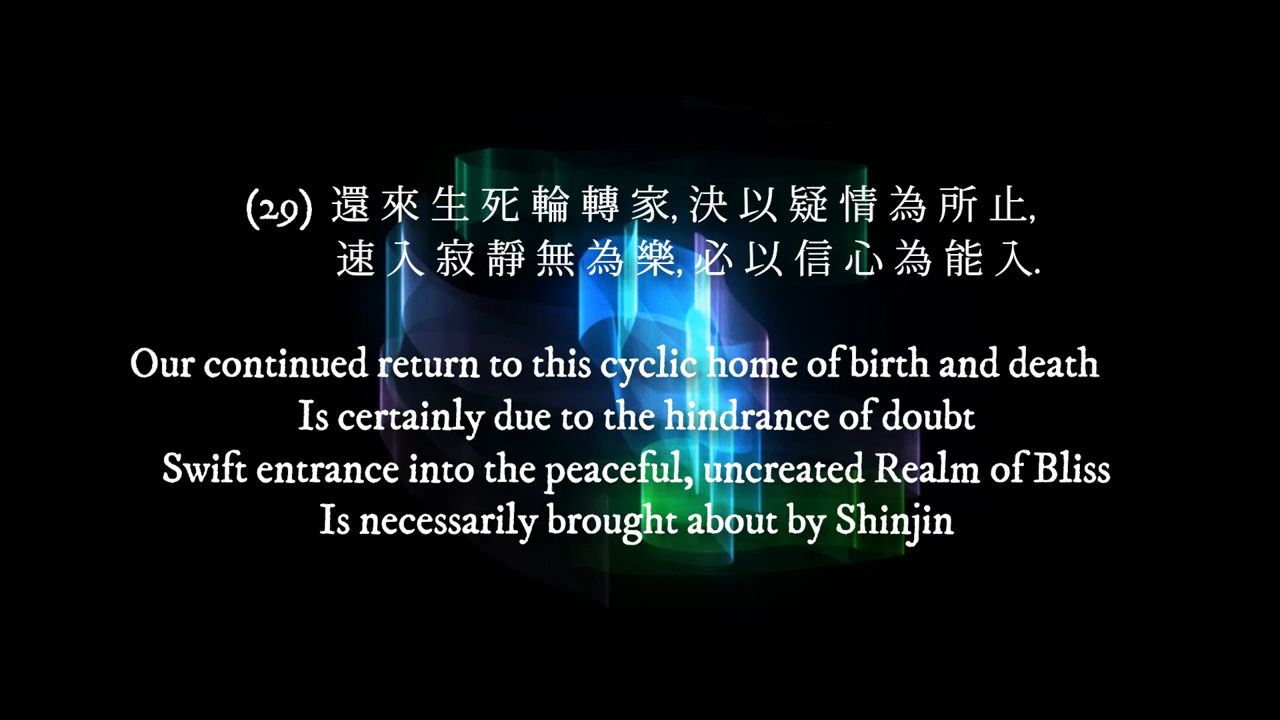 (29) 還來生死輪轉家, 決以疑情為所止,
速入寂靜無為樂, 必以信心為能入.
Our continued return to this cyclic home of birth and death
Is certainly due to the hindrance of doubt
Swift entrance into the peaceful, uncreated Realm of Bliss
Is necessarily brought about by Shinjin